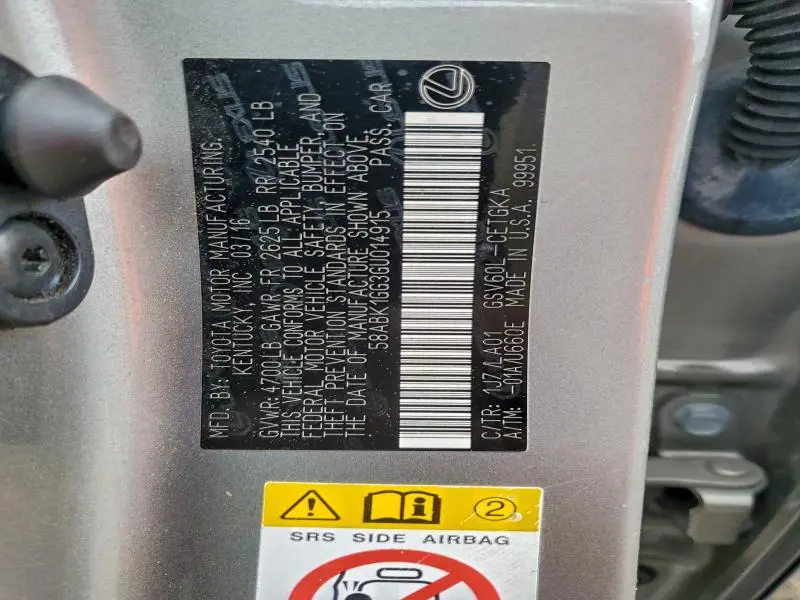 MFD. BY: TOYOTA MOTOR MANUFACTURING.
KENTUCKY, INC. 03/16
GVWR: 4700LB GAWR FR 2625 LB RR 2540 LB
THIS VEHICLE CONFORMS TO ALL APPLICABLE
FEDERAL MOTOR VEHICLE SAFETY, BUMPER, AND
THEFT PREVENTION STANDARDS IN EFFECT ON
THE DATE OF MANUFACTURE SHOWN ABOVE.
58ABK1GG3GU014915 PASS. CAR
C/TR: 1J7/LA01 GSV60L-CETGKA
A/TM: -01A/U660E MADE IN U.S.A. 99951.
2
SRS SIDE AIRBAG